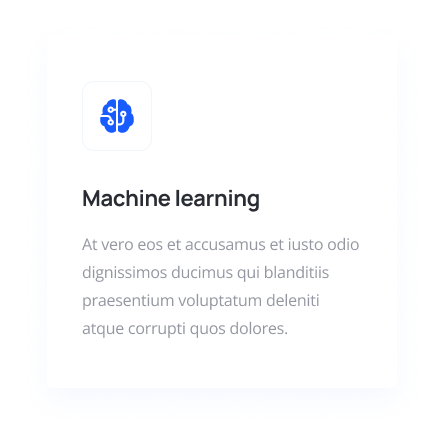 Machine learning
At vero eos et accusamus et iusto odio
dignissimos ducimus qui blanditiis
praesentium voluptatum deleniti
atque corrupti quos dolores.